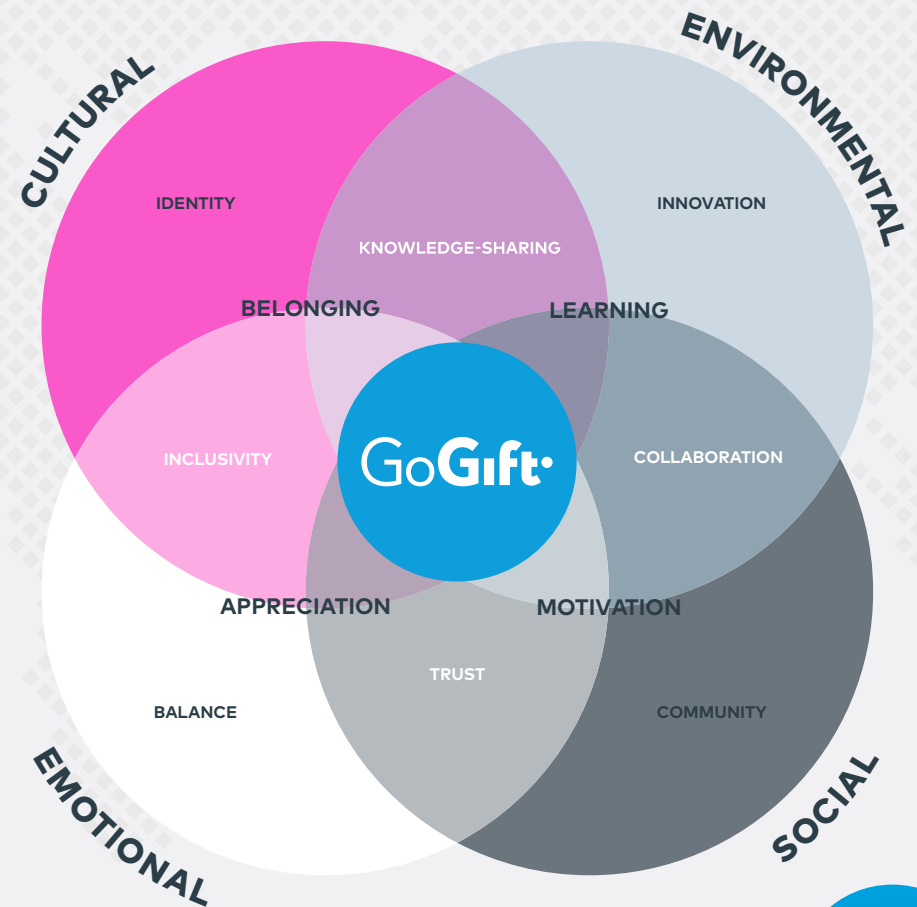 CULTURAL
ENVIRONMENTAL
IDENTITY
INNOVATION
KNOWLEDGE-SHARING
BELONGING
LEARNING
INCLUSIVITY
GoGift
COLLABORATION
APPRECIATION
MOTIVATION
TRUST
BALANCE
COMMUNITY
EMOTIONAL
SOCIAL